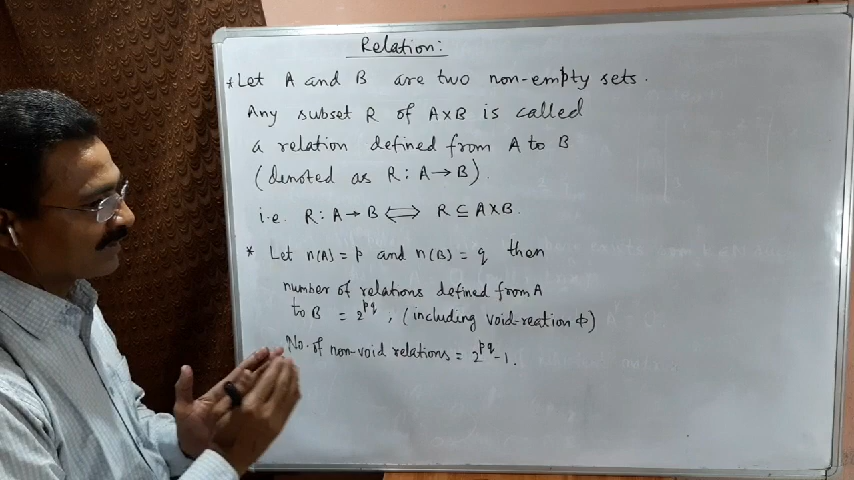 Relation:
* Let A and B are two non-empty sets.
Any subset R of A×B is called
a relation defined from A to B
(denoted as R: A→B).
i.e. R: A→B ⟺ R ⊆ A×B.
* Let n(A) = p and n(B) = q then
number of relations defined from A
to B = 2^pq, (including void-reation ϕ)
No. of non-void relations = 2^pq - 1.